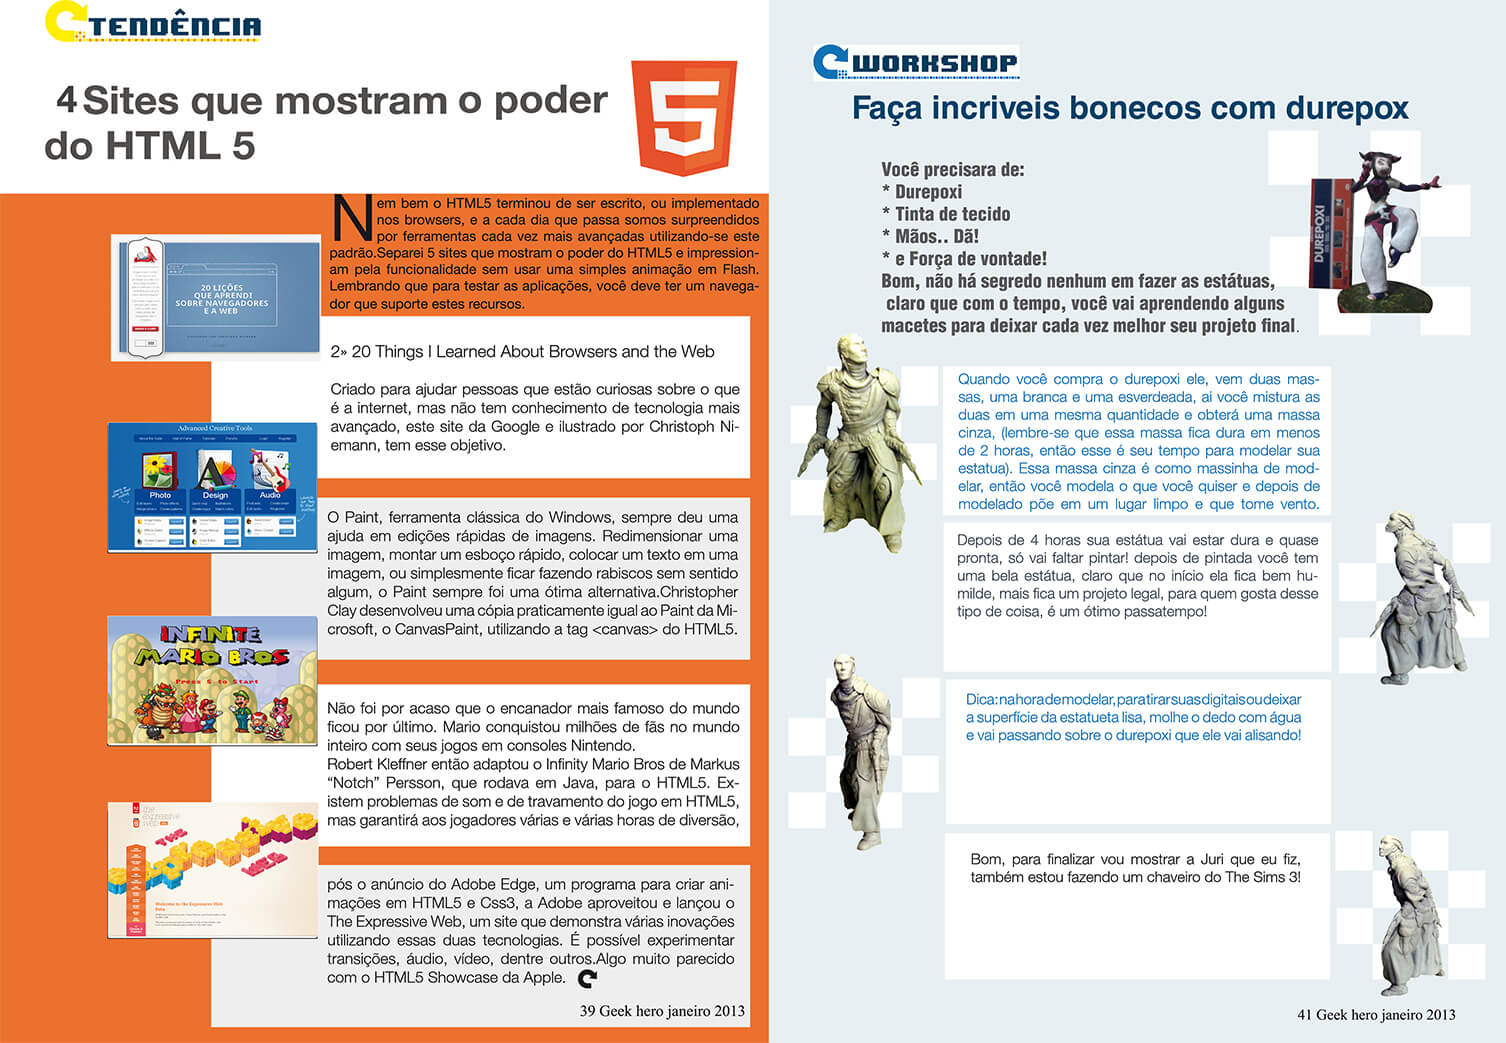 TENDÊNCIA
4 Sites que mostram o poder
do HTML 5
5
Nem bem o HTML5 terminou de ser escrito, ou implementado
nos browsers, e a cada dia que passa somos surpreendidos
por ferramentas cada vez mais avançadas utilizando-se este
padrão.Separei 5 sites que mostram o poder do HTML5 e impression-
am pela funcionalidade sem usar uma simples animação em Flash.
Lembrando que para testar as aplicações, você deve ter um navega-
dor que suporte estes recursos.
20 LIÇÕES
QUE APRENDI
SOBRE NAVEGADORES
E A WEB
2» 20 Things I Learned About Browsers and the Web
Criado para ajudar pessoas que estão curiosas sobre o que
é a internet, mas não tem conhecimento de tecnologia mais
avançado, este site da Google e ilustrado por Christoph Ni-
emann, tem esse objetivo.
Advanced Creative Tools
Photo
Design
Audio
O Paint, ferramenta clássica do Windows, sempre deu uma
ajuda em edições rápidas de imagens. Redimensionar uma
imagem, montar um esboço rápido, colocar um texto em uma
imagem, ou simplesmente ficar fazendo rabiscos sem sentido
algum, o Paint sempre foi uma ótima alternativa.Christopher
Clay desenvolveu uma cópia praticamente igual ao Paint da Mi-
crosoft, o CanvasPaint, utilizando a tag <canvas> do HTML5.
INFINITE
MARIO BROS
Press S to Start
Não foi por acaso que o encanador mais famoso do mundo
ficou por último. Mario conquistou milhões de fãs no mundo
inteiro com seus jogos em consoles Nintendo.
Robert Kleffner então adaptou o Infinity Mario Bros de Markus
“Notch” Persson, que rodava em Java, para o HTML5. Ex-
istem problemas de som e de travamento do jogo em HTML5,
mas garantirá aos jogadores várias e várias horas de diversão,
the
expressive
web
Welcome to the Expressive Web
Beta
pós o anúncio do Adobe Edge, um programa para criar ani-
mações em HTML5 e Css3, a Adobe aproveitou e lançou o
The Expressive Web, um site que demonstra várias inovações
utilizando essas duas tecnologias. É possível experimentar
transições, áudio, vídeo, dentre outros.Algo muito parecido
com o HTML5 Showcase da Apple.
39 Geek hero janeiro 2013
WORKSHOP
Faça incriveis bonecos com durepox
Você precisara de:
* Durepoxi
* Tinta de tecido
* Mãos.. Dã!
* e Força de vontade!
Bom, não há segredo nenhum em fazer as estátuas,
claro que com o tempo, você vai aprendendo alguns
macetes para deixar cada vez melhor seu projeto final.
DUREPOXI
Quando você compra o durepoxi ele, vem duas mas-
sas, uma branca e uma esverdeada, ai você mistura as
duas em uma mesma quantidade e obterá uma massa
cinza, (lembre-se que essa massa fica dura em menos
de 2 horas, então esse é seu tempo para modelar sua
estatua). Essa massa cinza é como massinha de mod-
elar, então você modela o que você quiser e depois de
modelado põe em um lugar limpo e que tome vento.
Depois de 4 horas sua estátua vai estar dura e quase
pronta, só vai faltar pintar! depois de pintada você tem
uma bela estátua, claro que no início ela fica bem hu-
milde, mais fica um projeto legal, para quem gosta desse
tipo de coisa, é um ótimo passatempo!
Dica: na hora de modelar, para tirar suas digitais ou deixar
a superfície da estatueta lisa, molhe o dedo com água
e vai passando sobre o durepoxi que ele vai alisando!
Bom, para finalizar vou mostrar a Juri que eu fiz,
também estou fazendo um chaveiro do The Sims 3!
41 Geek hero janeiro 2013